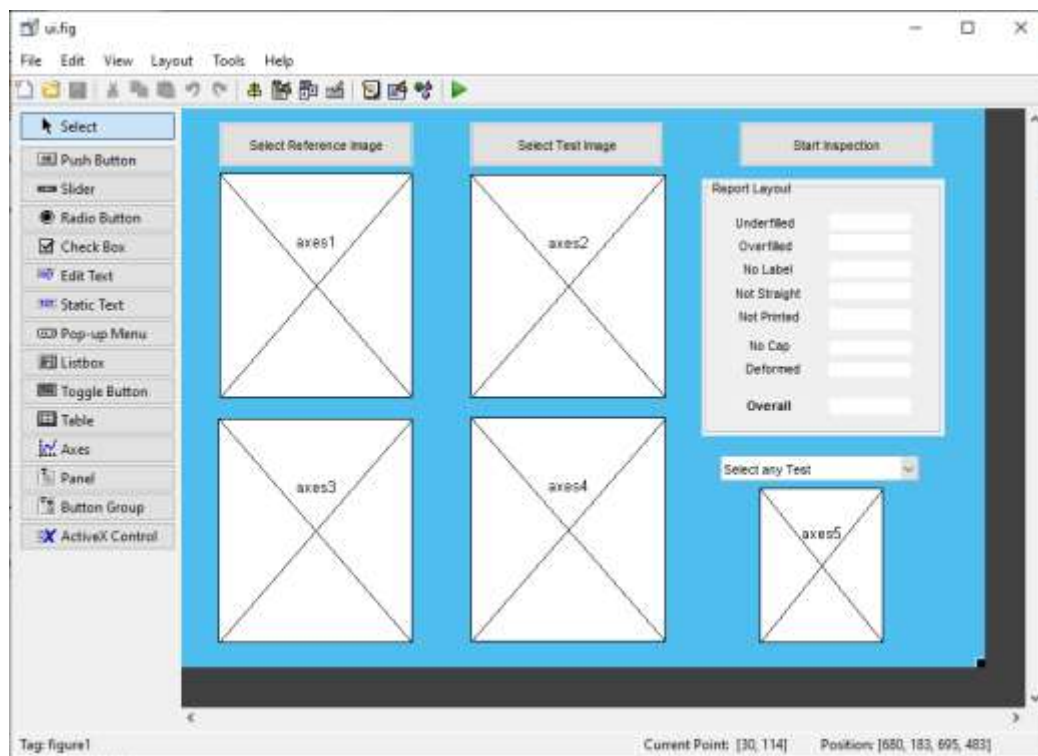 ui.fig
File Edit View Layout Tools Help
Select
Push Button
Slider
Radio Button
Check Box
Edit Text
Static Text
Pop-up Menu
Listbox
Toggle Button
Table
Axes
Panel
Button Group
ActiveX Control
Select Reference Image
Select Test Image
Start Inspection
axes1
axes2
axes3
axes4
Report Layout
Underfilled
Overfilled
No Label
Not Straight
Not Printed
No Cap
Deformed
Overall
Select any Test
axes5
Tag: figure1
Current Point: [30, 114]
Position: [680, 183, 695, 483]